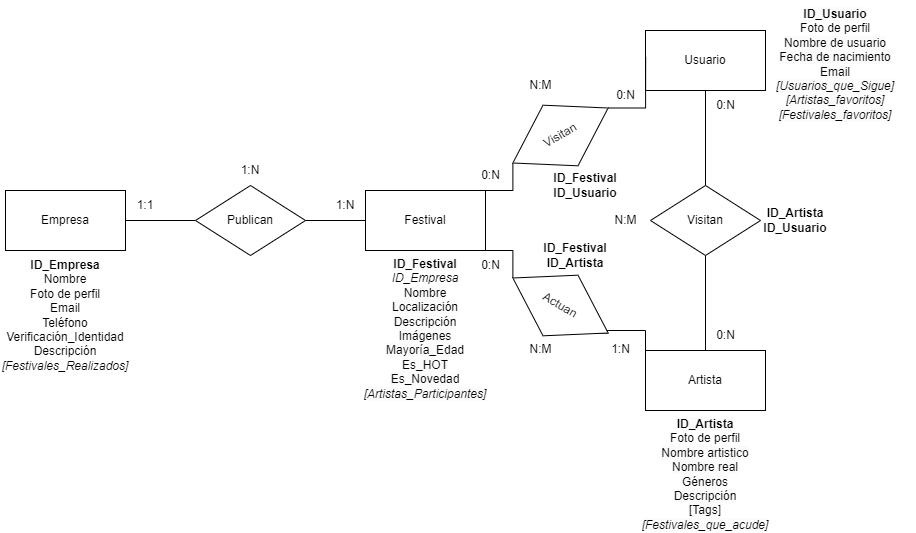 ID_Usuario
Foto de perfil
Nombre de usuario
Fecha de nacimiento
Email
[Usuarios_que_Sigue]
[Artistas_favoritos]
[Festivales_favoritos]
Usuario
0:N
0:N
N:M
Visitan
0:N
ID_Festival
ID_Usuario
1:N
1:1
Publican
1:N
Empresa
Festival
N:M
Visitan
ID_Artista
ID_Usuario
ID_Empresa
Nombre
Foto de perfil
Email
Teléfono
Verificación_Identidad
Descripción
[Festivales_Realizados]
ID_Festival
ID_Empresa
Nombre
Localización
Descripción
Imágenes
Mayoría_Edad
Es_HOT
Es_Novedad
[Artistas_Participantes]
0:N
ID_Festival
ID_Artista
Actuan
N:M
1:N
0:N
Artista
ID_Artista
Foto de perfil
Nombre artistico
Nombre real
Géneros
Descripción
[Tags]
[Festivales_que_acude]